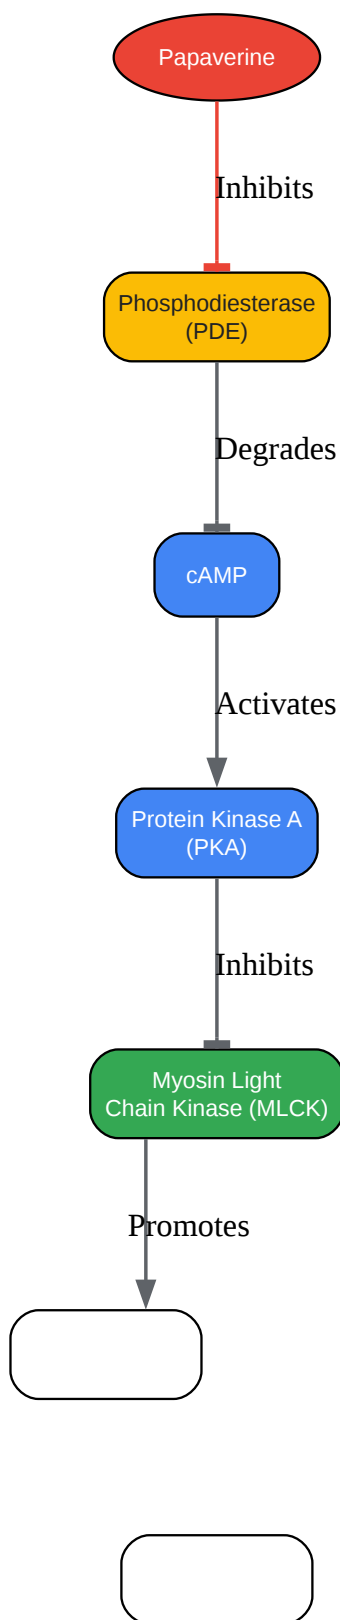 Papaverine
Inhibits
Phosphodiesterase
(PDE)
Degrades
cAMP
Activates
Protein Kinase A
(PKA)
Inhibits
Myosin Light
Chain Kinase (MLCK)
Promotes